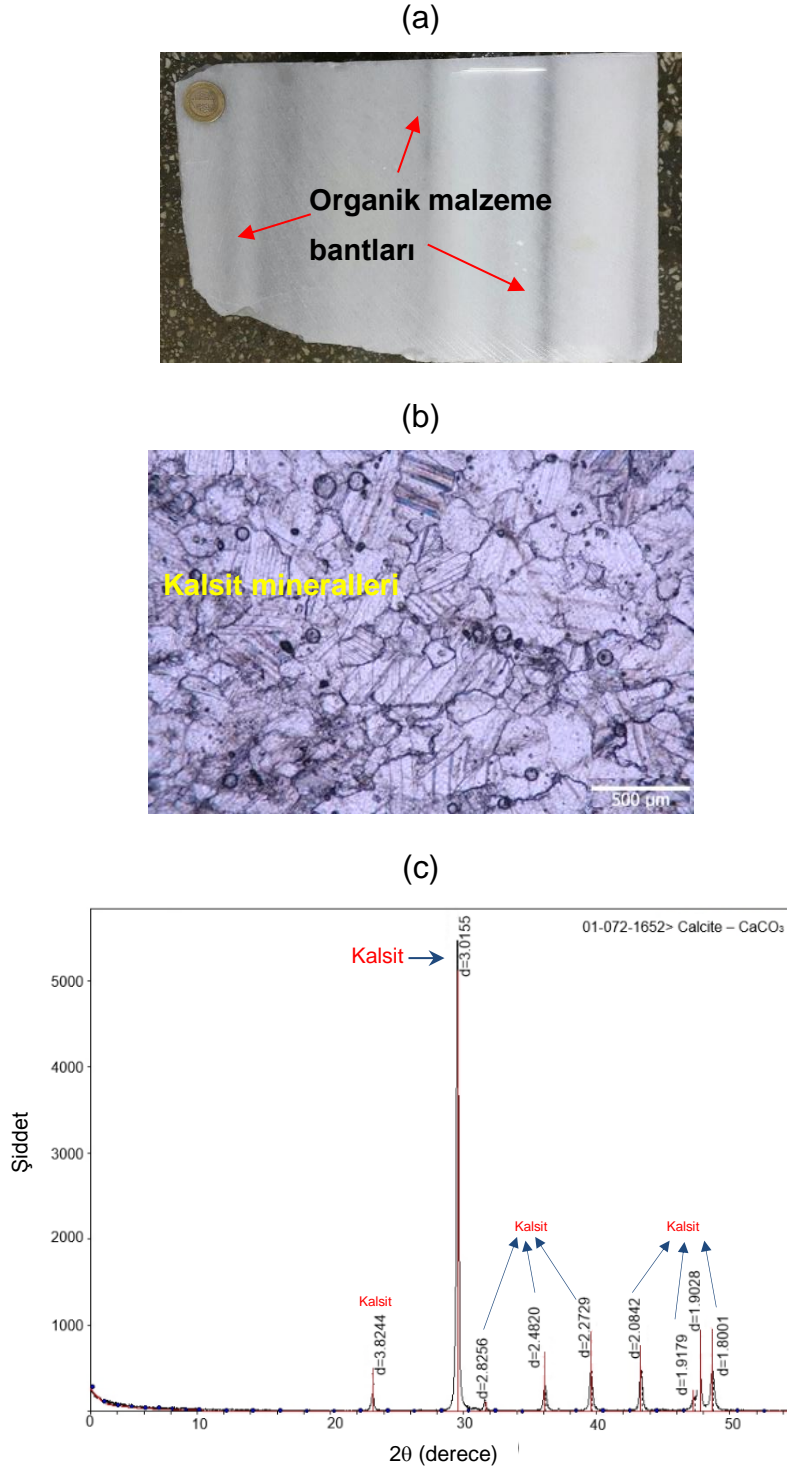 (a)
Organik malzeme
bantları
(b)
Kalsit mineralleri
500 µm
(c)
01-072-1652> Calcite – CaCO₃
Kalsit
d=3.0155
5000
4000
3000
2000
1000
0
Şiddet
Kalsit
d=3.8244
Kalsit
d=2.8256
d=2.4820
d=2.2729
Kalsit
d=2.0842
d=1.9179
d=1.9028
d=1.8001
0
10
20
30
40
50
2θ (derece)